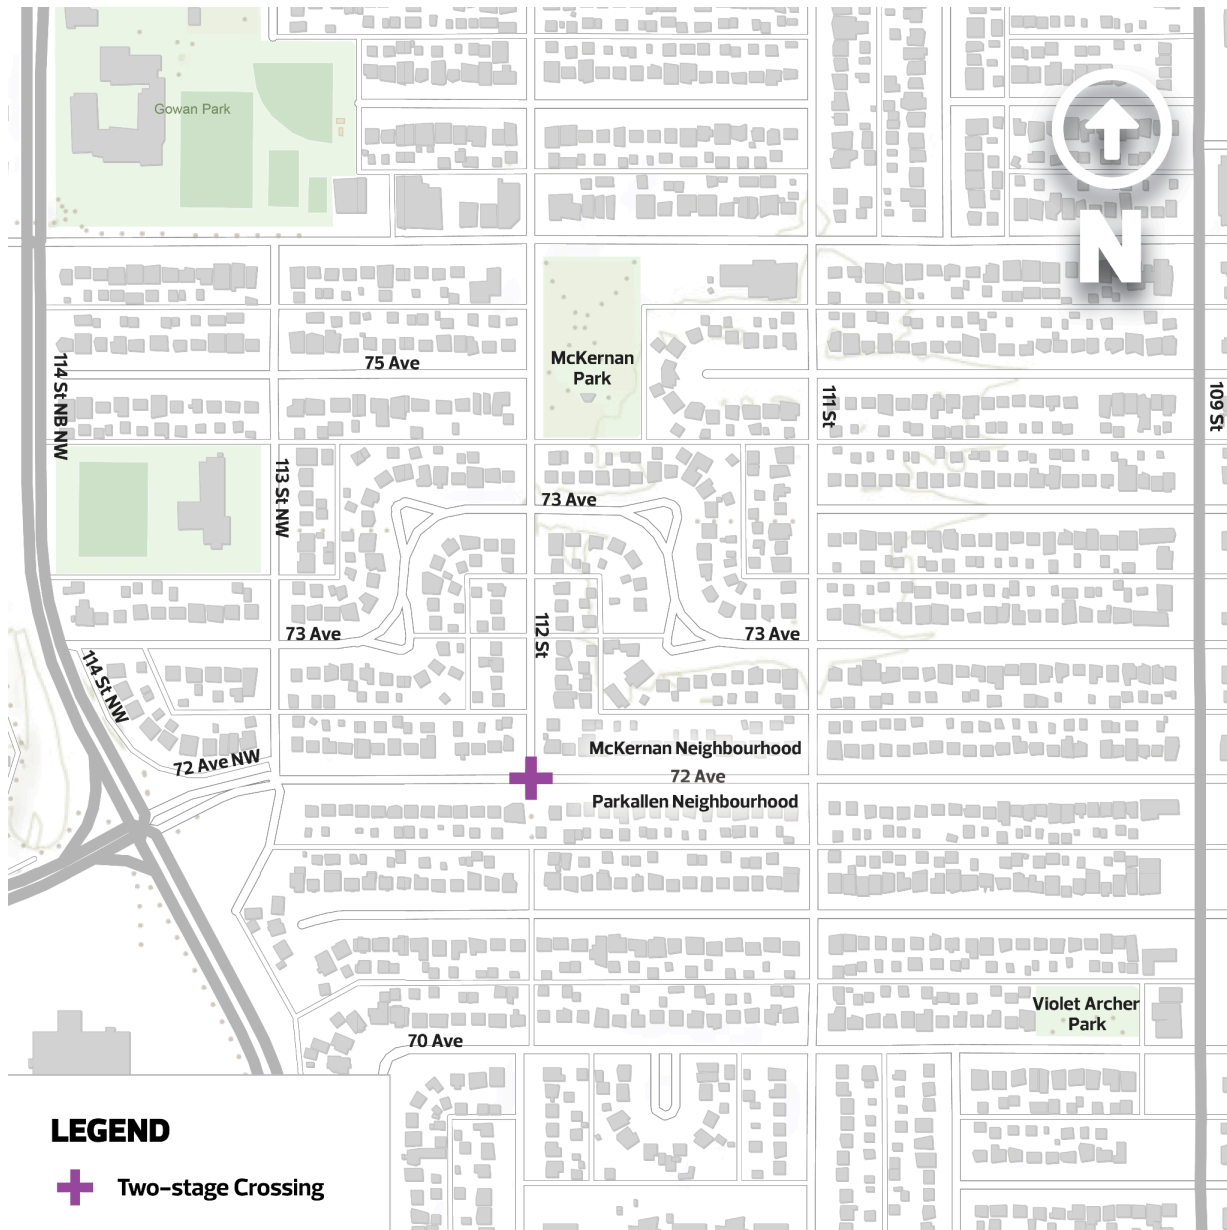 Gowan Park
N
75 Ave
McKernan
Park
114 St NB NW
111 St
109 St
113 St NW
73 Ave
112 St
73 Ave
73 Ave
114 St NW
72 Ave NW
McKernan Neighbourhood
72 Ave
Parkallen Neighbourhood
Violet Archer
Park
70 Ave
LEGEND
Two-stage Crossing